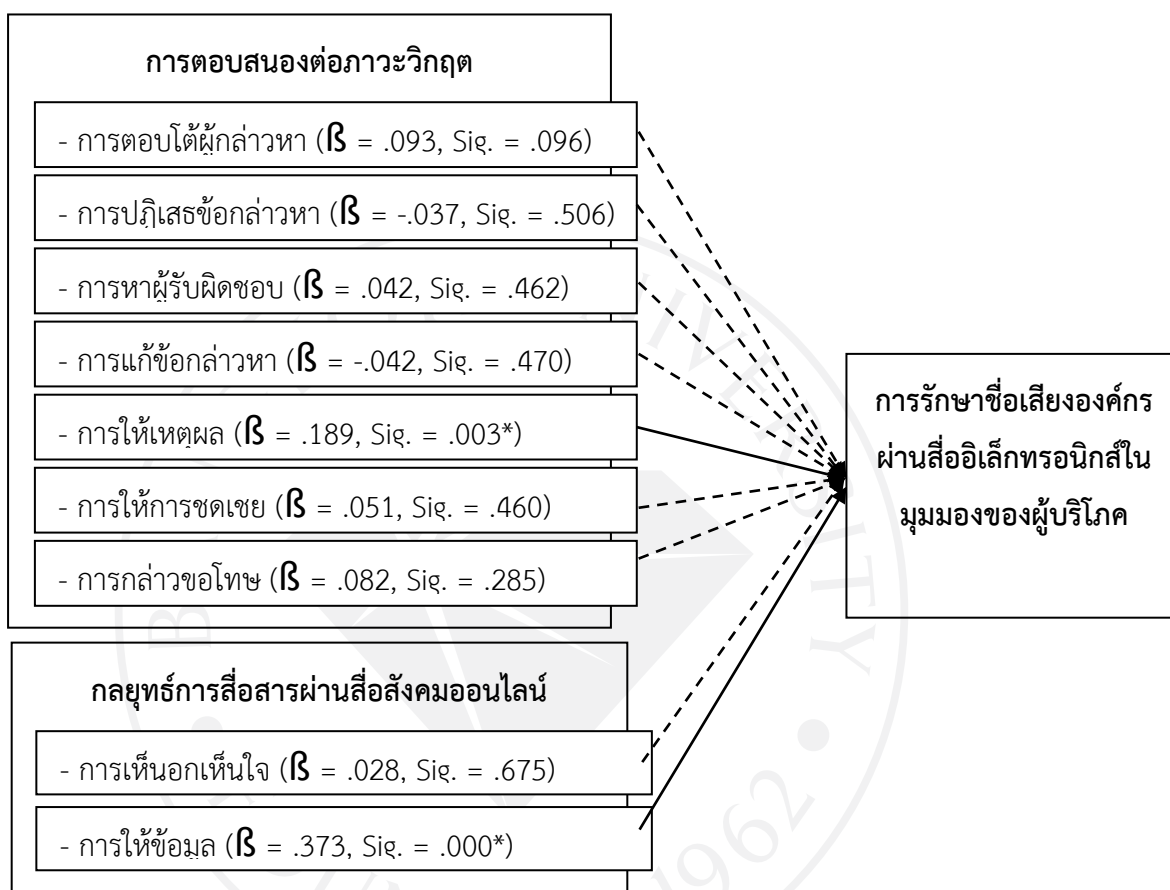 การตอบสนองต่อภาวะวิกฤต
- การตอบโต้ผู้กล่าวหา (ß = .093, Sig. = .096)
- การปฏิเสธข้อกล่าวหา (ß = -.037, Sig. = .506)
- การหาผู้รับผิดชอบ (ß = .042, Sig. = .462)
- การแก้ข้อกล่าวหา (ß = -.042, Sig. = .470)
- การให้เหตุผล (ß = .189, Sig. = .003*)
- การให้การชดเชย (ß = .051, Sig. = .460)
- การกล่าวขอโทษ (ß = .082, Sig. = .285)
การรักษาชื่อเสียงองค์กร
ผ่านสื่ออิเล็กทรอนิกส์ใน
มุมมองของผู้บริโภค
กลยุทธ์การสื่อสารผ่านสื่อสังคมออนไลน์
- การเห็นอกเห็นใจ (ß = .028, Sig. = .675)
- การให้ข้อมูล (ß = .373, Sig. = .000*)